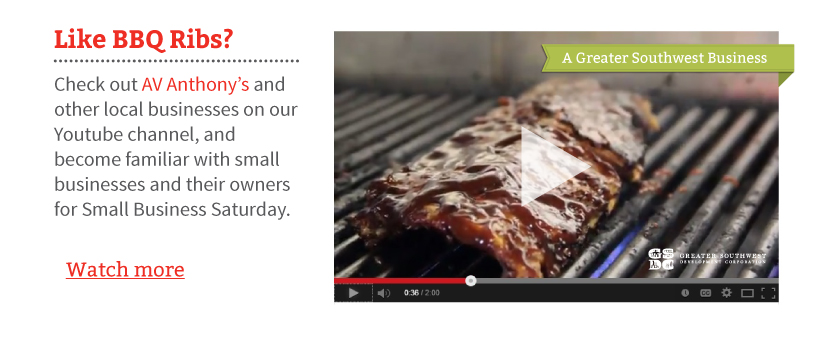 Like BBQ Ribs?
Check out AV Anthony’s and
other local businesses on our
Youtube channel, and
become familiar with small
businesses and their owners
for Small Business Saturday.
Watch more
A Greater Southwest Business
GREATER SOUTHWEST
DEVELOPMENT CORPORATION
0:36 / 2:00
CC